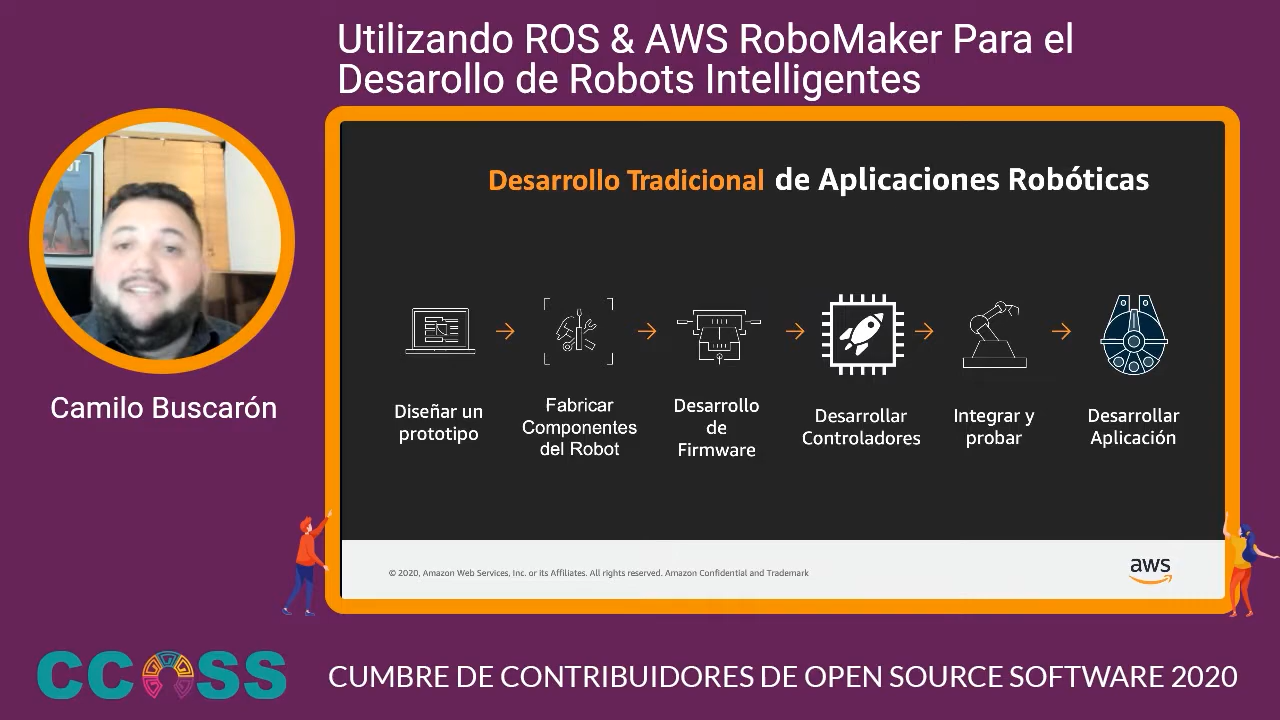 Utilizando ROS & AWS RoboMaker Para el
Desarollo de Robots Intelligentes
Camilo Buscarón
Desarrollo Tradicional de Aplicaciones Robóticas
Diseñar un
prototipo
Fabricar
Componentes
del Robot
Desarrollo
de
Firmware
Desarrollar
Controladores
Integrar y
probar
Desarrollar
Aplicación
© 2020, Amazon Web Services, Inc. or its Affiliates. All rights reserved. Amazon Confidential and Trademark
aws
CCOSS
CUMBRE DE CONTRIBUIDORES DE OPEN SOURCE SOFTWARE 2020